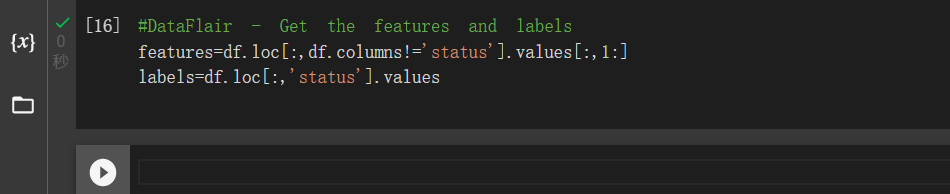 {x}
0
秒
[16] #DataFlair - Get the features and labels
features=df.loc[:,df.columns!='status'].values[:,1:]
labels=df.loc[:,'status'].values